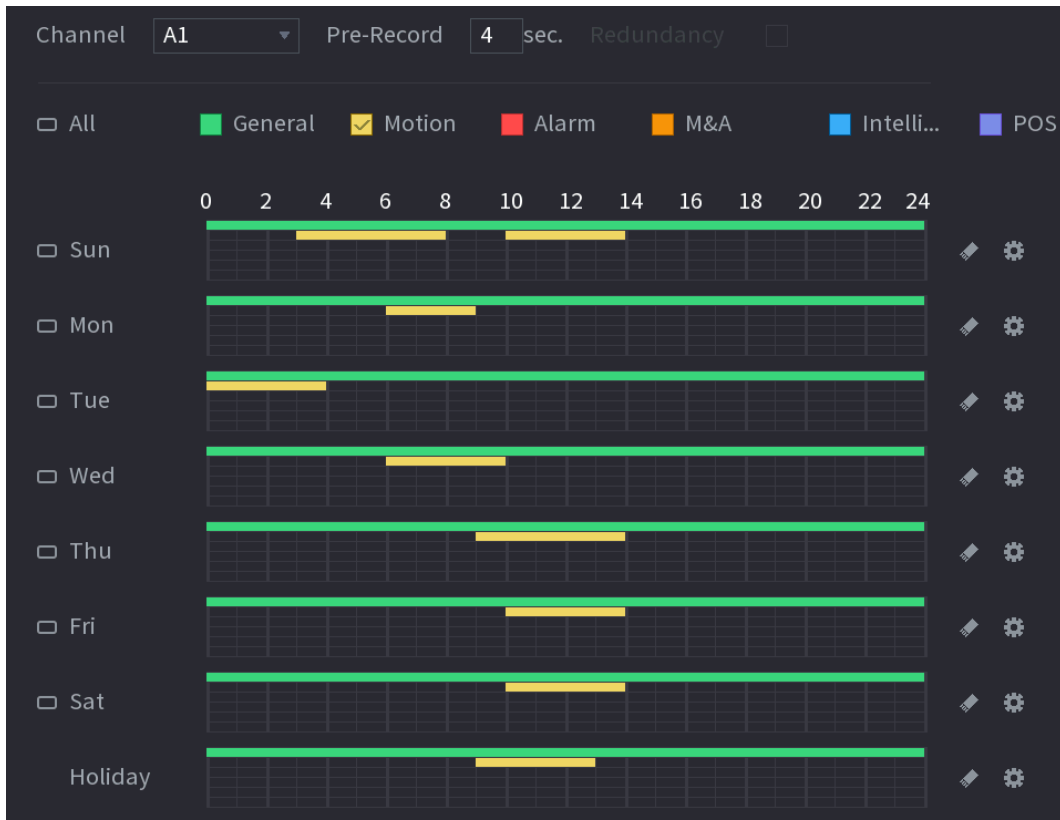 Channel A1 Pre-Record 4 sec. Redundancy
All General Motion Alarm M&A Intelli... POS
0 2 4 6 8 10 12 14 16 18 20 22 24
Sun
Mon
Tue
Wed
Thu
Fri
Sat
Holiday